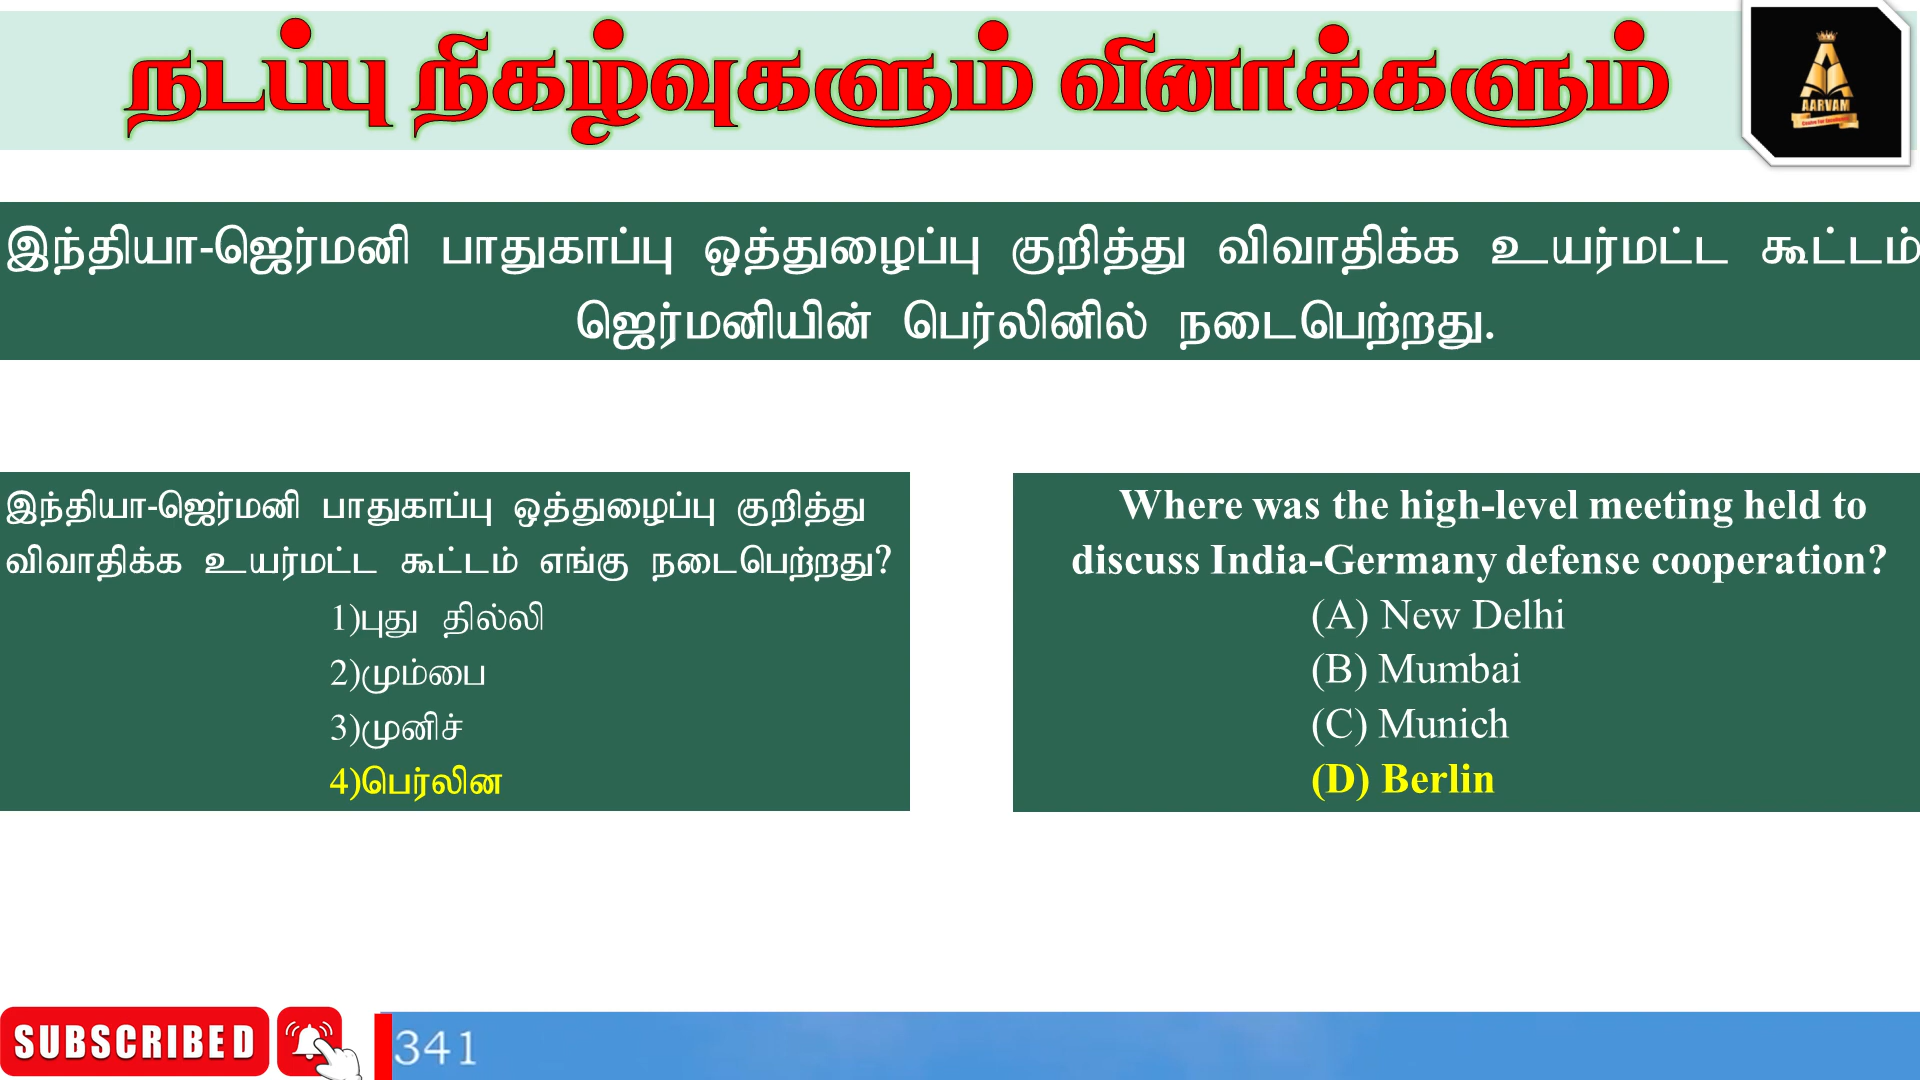 நடப்பு நிகழ்வுகளும் வினாக்களும்
AARVAM
இந்தியா-ஜெர்மனி பாதுகாப்பு ஒத்துழைப்பு குறித்து விவாதிக்க உயர்மட்ட கூட்டம்
ஜெர்மனியின் பெர்லினில் நடைபெற்றது.
இந்தியா-ஜெர்மனி பாதுகாப்பு ஒத்துழைப்பு குறித்து
விவாதிக்க உயர்மட்ட கூட்டம் எங்கு நடைபெற்றது?
1)புது தில்லி
2)மும்பை
3)முனிச்
4)பெர்லின
Where was the high-level meeting held to
discuss India-Germany defense cooperation?
(A) New Delhi
(B) Mumbai
(C) Munich
(D) Berlin
SUBSCRIBED
341